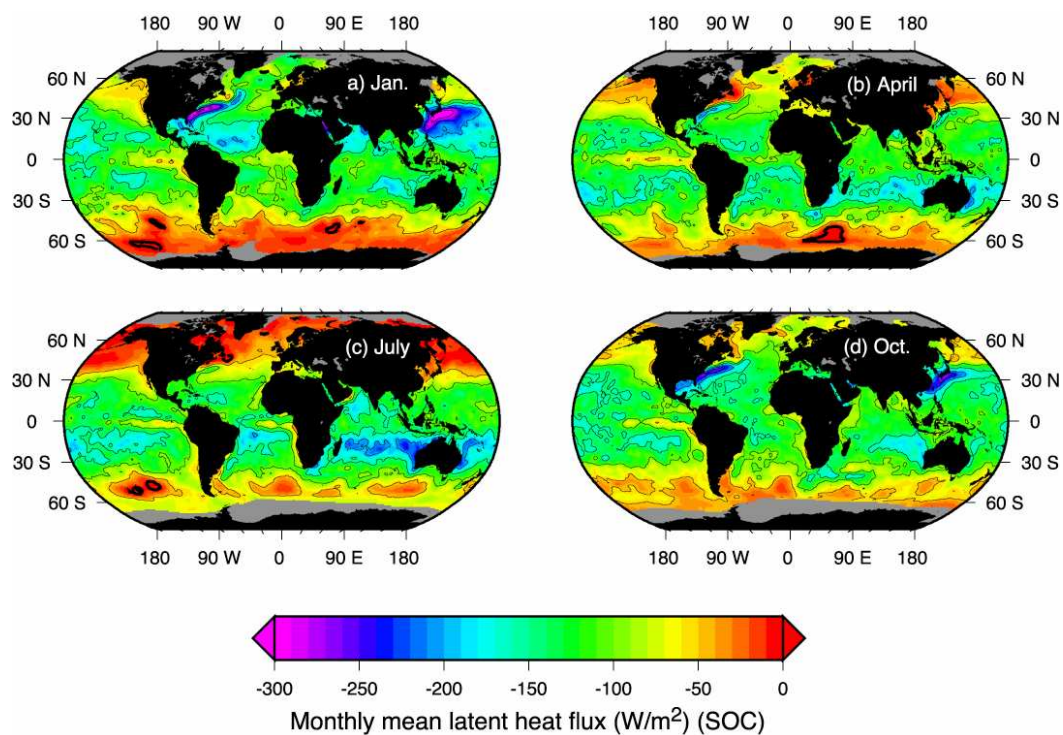 180 90 W 0 90 E 180
180 90 W 0 90 E 180
60 N
30 N
0
30 S
60 S
a) Jan.
(b) April
60 N
30 N
0
30 S
60 S
60 N
30 N
0
30 S
60 S
(c) July
(d) Oct.
60 N
30 N
0
30 S
60 S
180 90 W 0 90 E 180
180 90 W 0 90 E 180
-300 -250 -200 -150 -100 -50 0
Monthly mean latent heat flux (W/m²) (SOC)